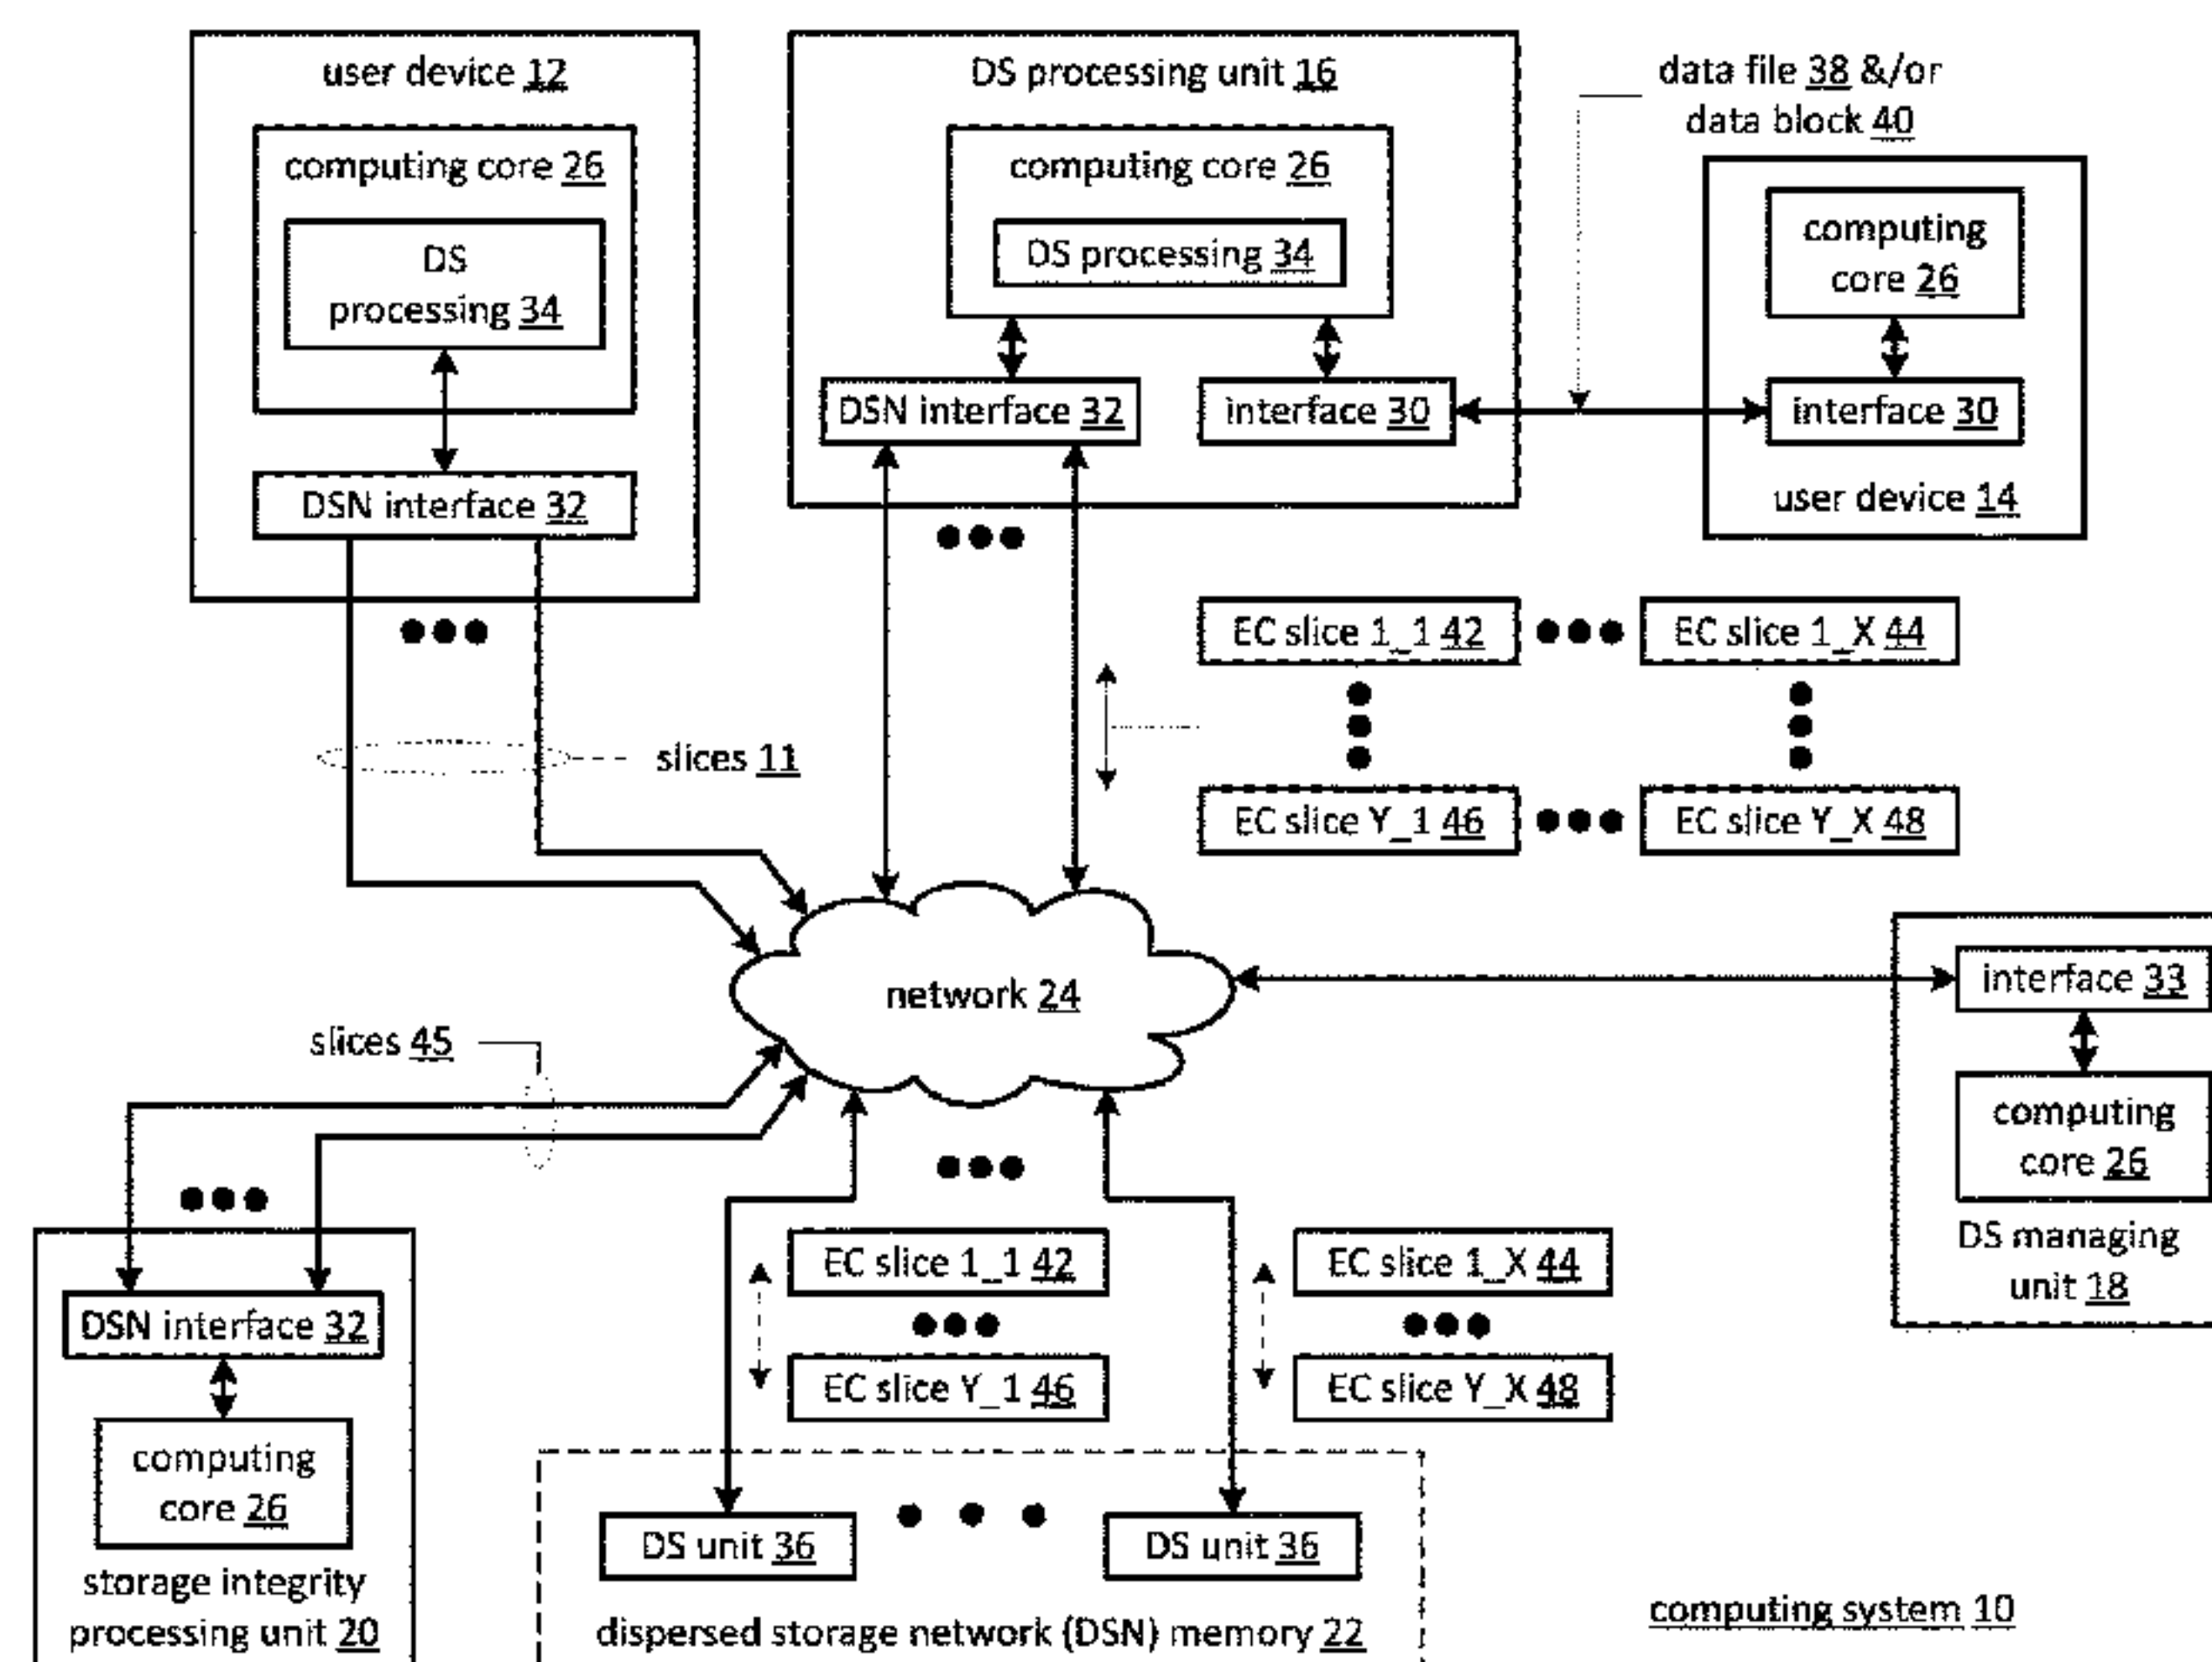 user device 12
computing core 26
DS
processing 34
DSN interface 32
DS processing unit 16
computing core 26
DS processing 34
DSN interface 32
interface 30
data file 38 &/or
data block 40
computing
core 26
interface 30
user device 14
slices 11
EC slice 1_1 42
EC slice 1_X 44
EC slice Y_1 46
EC slice Y_X 48
network 24
interface 33
computing
core 26
DS managing
unit 18
slices 45
DSN interface 32
computing
core 26
storage integrity
processing unit 20
EC slice 1_1 42
EC slice Y_1 46
EC slice 1_X 44
EC slice Y_X 48
DS unit 36
DS unit 36
dispersed storage network (DSN) memory 22
computing system 10